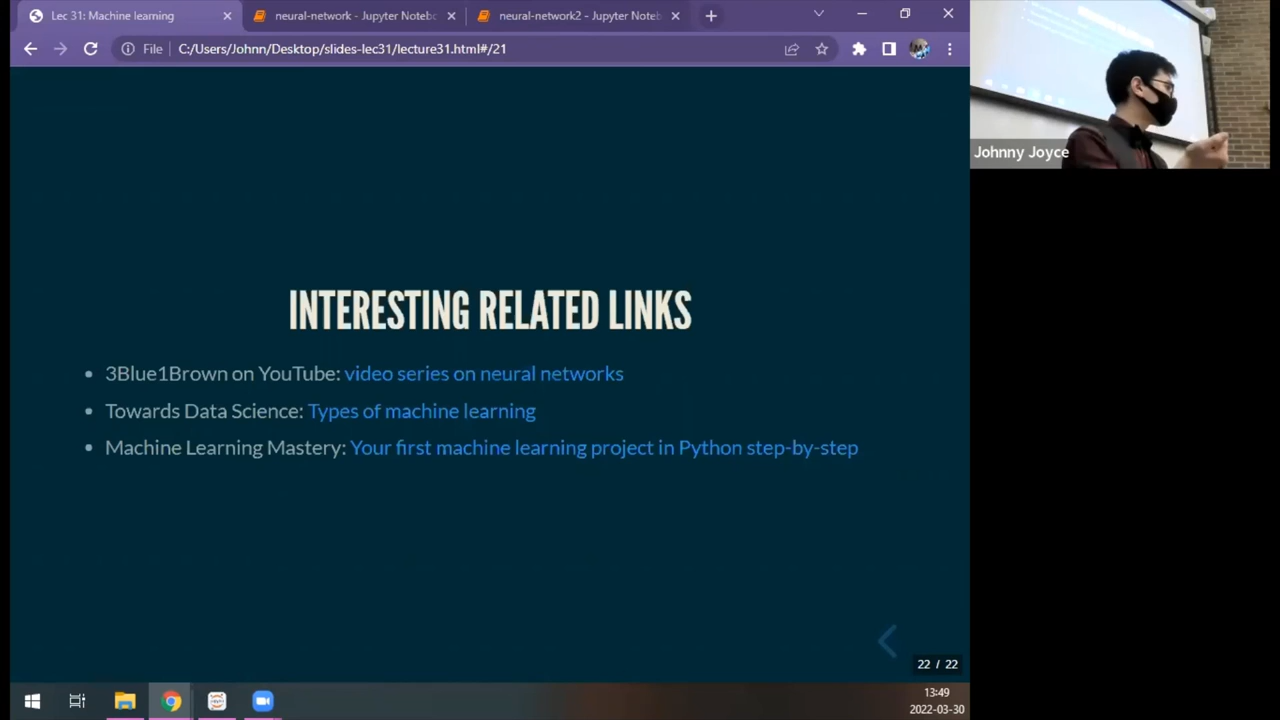 Lec 31: Machine learning
neural-network - Jupyter Notebo
neural-network2 - Jupyter Noteb
File
C:/Users/Johnn/Desktop/slides-lec31/lecture31.html#/21
Johnny Joyce
INTERESTING RELATED LINKS
3Blue1Brown on YouTube: video series on neural networks
Towards Data Science: Types of machine learning
Machine Learning Mastery: Your first machine learning project in Python step-by-step
22 / 22
13:49
2022-03-30